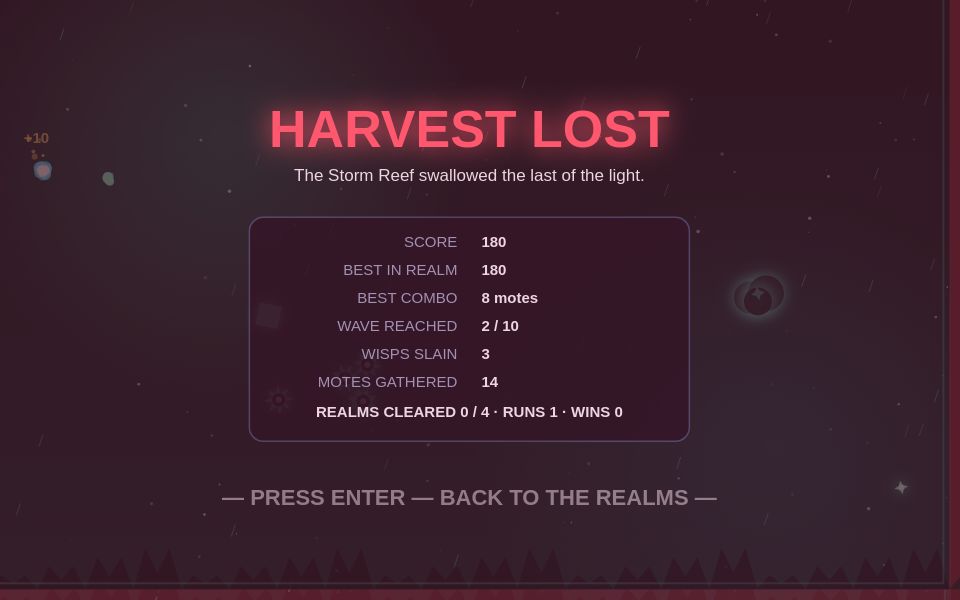 HARVEST LOST
The Storm Reef swallowed the last of the light.
+10
SCORE 180
BEST IN REALM 180
BEST COMBO 8 motes
WAVE REACHED 2 / 10
WISPS SLAIN 3
MOTES GATHERED 14
REALMS CLEARED 0 / 4 · RUNS 1 · WINS 0
— PRESS ENTER — BACK TO THE REALMS —